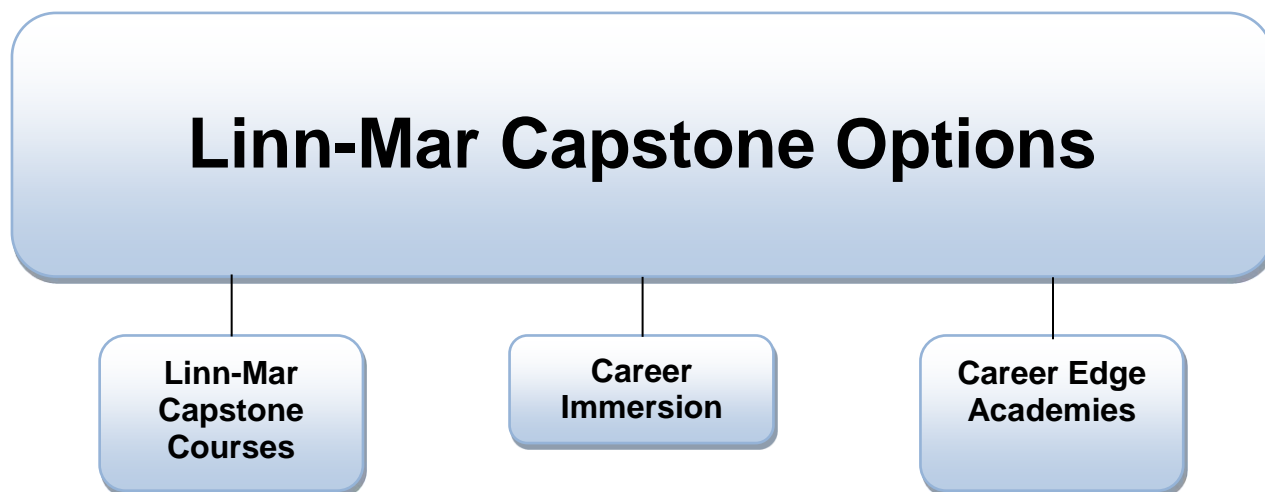 Linn-Mar Capstone Options
Linn-Mar
Capstone
Courses
Career
Immersion
Career Edge
Academies